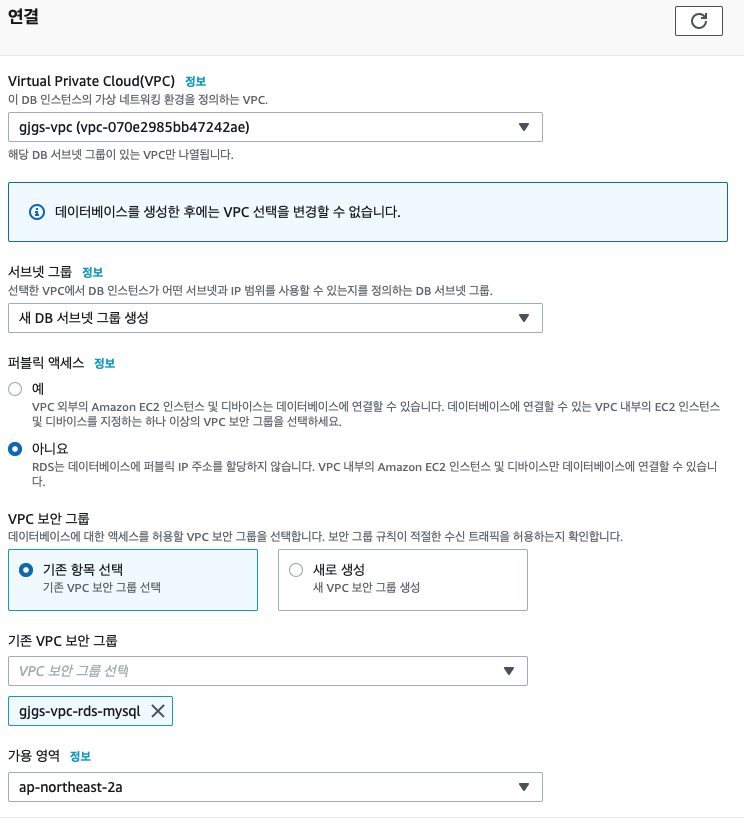 연결
Virtual Private Cloud(VPC) 정보
이 DB 인스턴스의 가상 네트워킹 환경을 정의하는 VPC.
gjgs-vpc (vpc-070e2985bb47242ae)
해당 DB 서브넷 그룹이 있는 VPC만 나열됩니다.
데이터베이스를 생성한 후에는 VPC 선택을 변경할 수 없습니다.
서브넷 그룹 정보
선택한 VPC에서 DB 인스턴스가 어떤 서브넷과 IP 범위를 사용할 수 있는지를 정의하는 DB 서브넷 그룹.
새 DB 서브넷 그룹 생성
퍼블릭 액세스 정보
예
VPC 외부의 Amazon EC2 인스턴스 및 디바이스는 데이터베이스에 연결할 수 있습니다. 데이터베이스에 연결할 수 있는 VPC 내부의 EC2 인스턴스
및 디바이스를 지정하는 하나 이상의 VPC 보안 그룹을 선택하세요.
아니요
RDS는 데이터베이스에 퍼블릭 IP 주소를 할당하지 않습니다. VPC 내부의 Amazon EC2 인스턴스 및 디바이스만 데이터베이스에 연결할 수 있습니
다.
VPC 보안 그룹
데이터베이스에 대한 액세스를 허용할 VPC 보안 그룹을 선택합니다. 보안 그룹 규칙이 적절한 수신 트래픽을 허용하는지 확인합니다.
기존 항목 선택
기존 VPC 보안 그룹 선택
새로 생성
새 VPC 보안 그룹 생성
기존 VPC 보안 그룹
VPC 보안 그룹 선택
gjgs-vpc-rds-mysql
가용 영역 정보
ap-northeast-2a